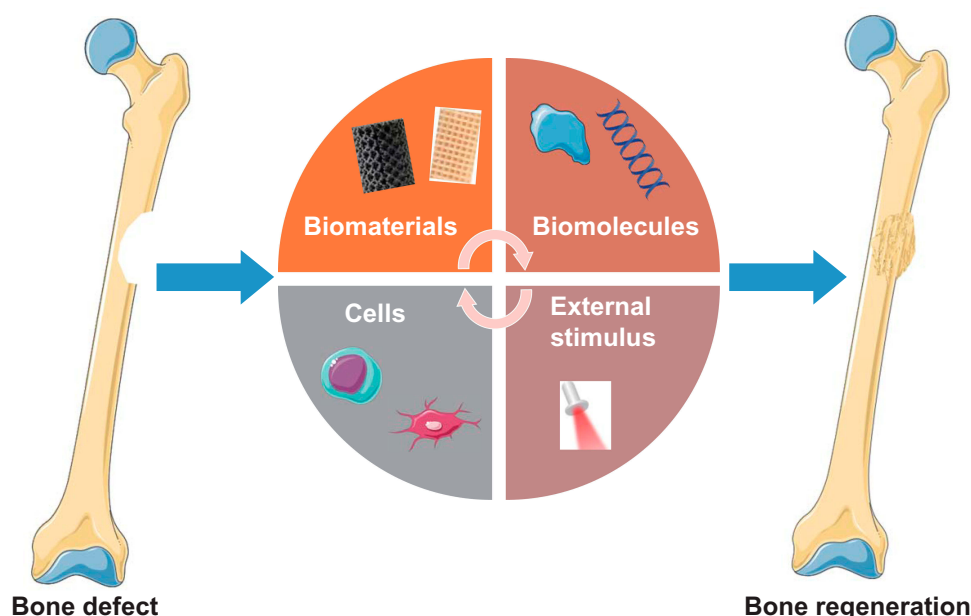 Biomaterials
Biomolecules
Cells
External
stimulus
Bone defect
Bone regeneration